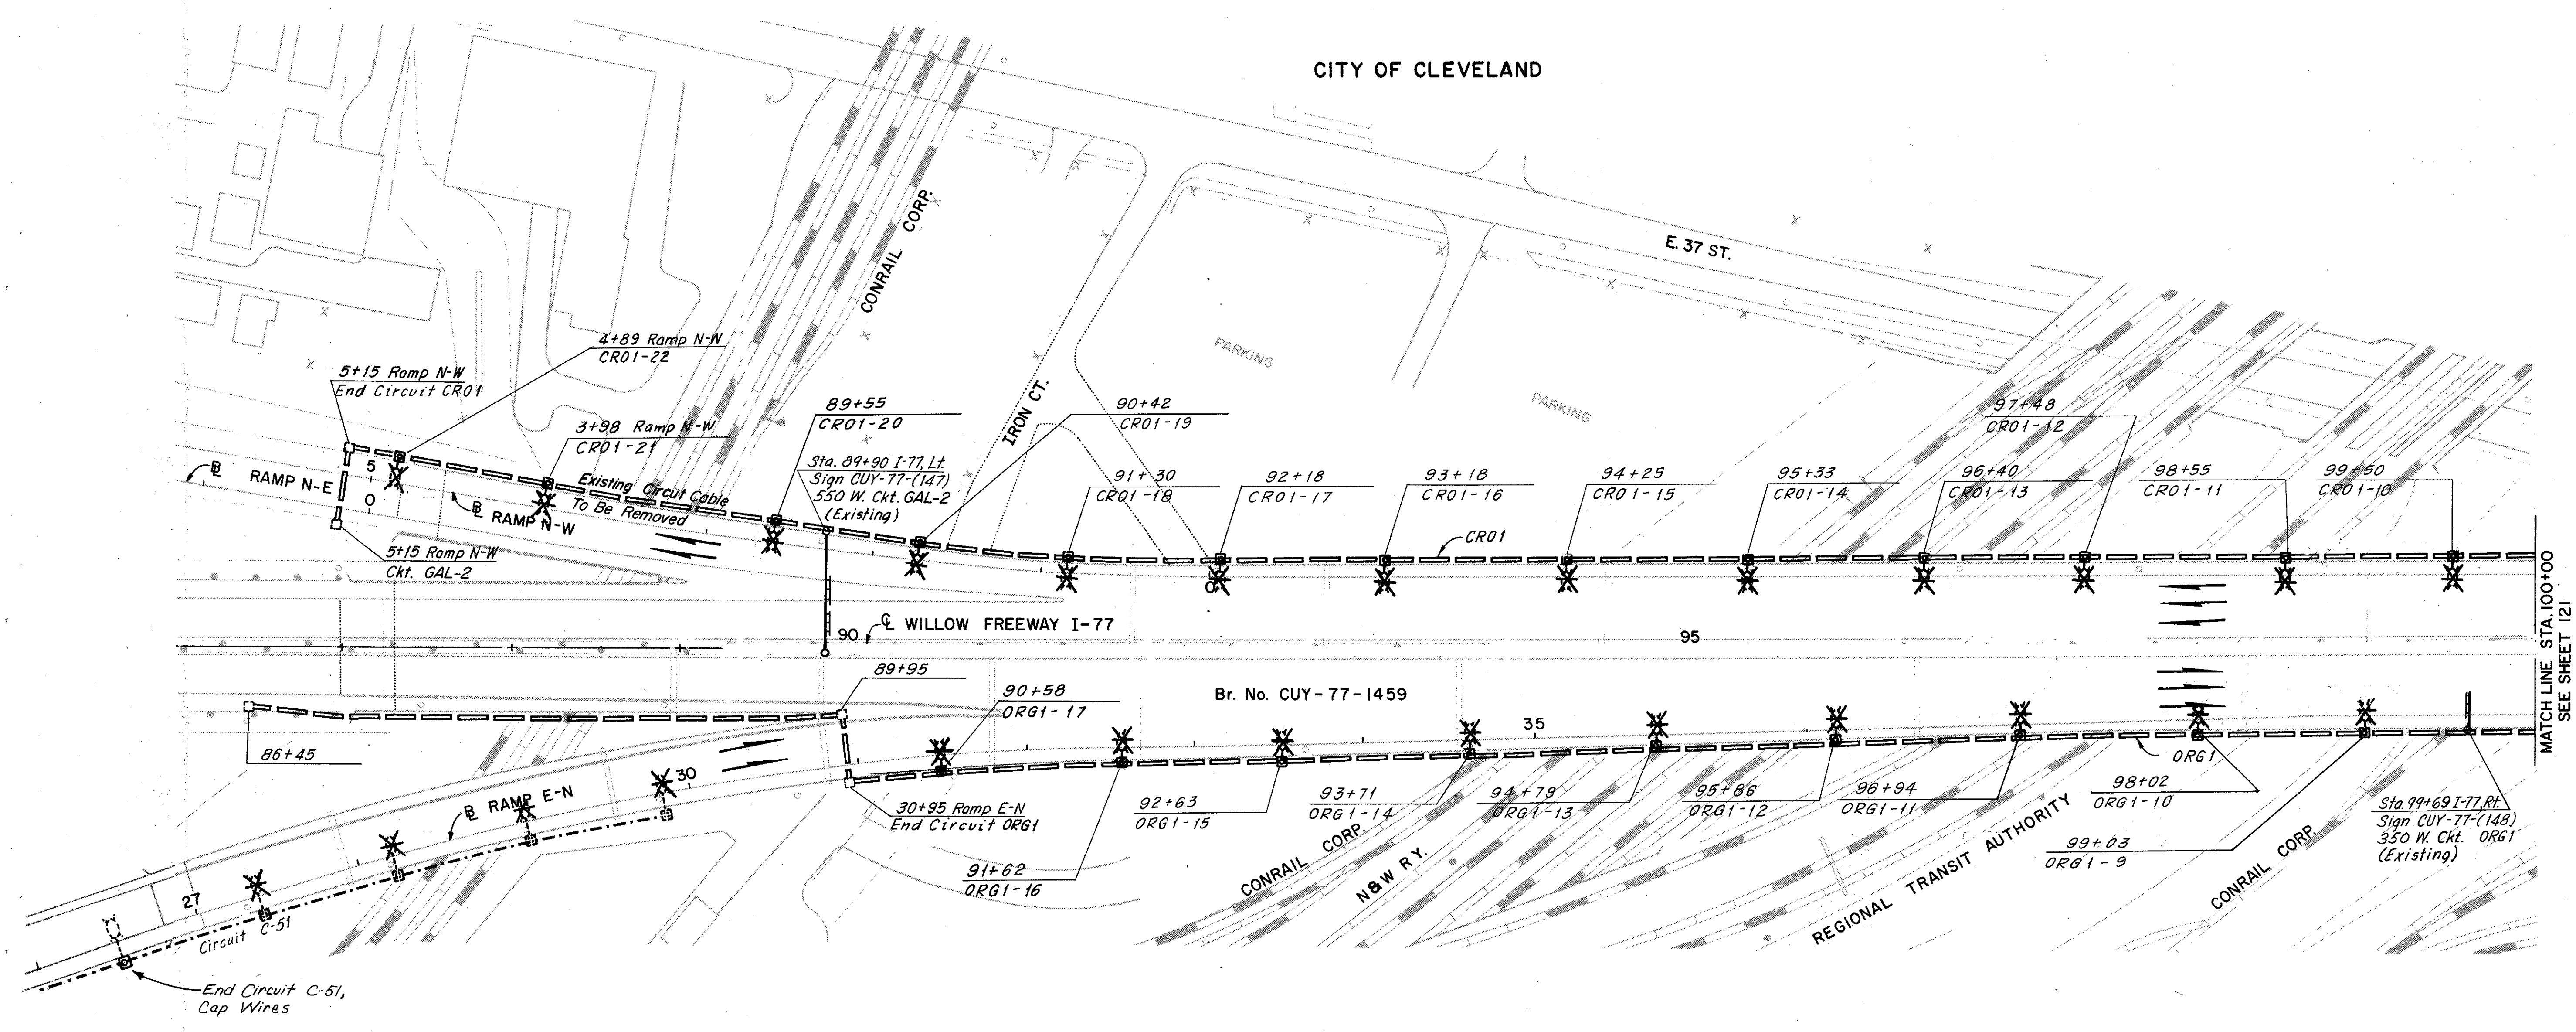 CITY OF CLEVELAND
CONRAIL CORP.
E. 37 ST.
IRON CT.
PARKING
PARKING
4+89 Ramp N-W
CR01-22
5+15 Ramp N-W
End Circuit CR01
3+98 Ramp N-W
CR01-21
89+55
CR01-20
90+42
CR01-19
97+48
CR01-12
Sta. 89+90 I-77, Lt.
Sign CUY-77-(147)
550 W. Ckt. GAL-2
(Existing)
91+30
CR01-18
92+18
CR01-17
93+18
CR01-16
94+25
CR01-15
95+33
CR01-14
96+40
CR01-13
98+55
CR01-11
99+50
CR01-10
℄ RAMP N-E
5
0
℄ RAMP N-W
Existing Circuit Cable
To Be Removed
5+15 Ramp N-W
Ckt. GAL-2
CR01
0
90
℄ WILLOW FREEWAY I-77
95
MATCH LINE STA. 100+00
SEE SHEET 121
89+95
90+58
ORG1-17
Br. No. CUY-77-1459
35
86+45
30
℄ RAMP E-N
30+95 Ramp E-N
End Circuit ORG1
91+62
ORG1-16
92+63
ORG1-15
93+71
ORG1-14
94+79
ORG1-13
95+86
ORG1-12
96+94
ORG1-11
98+02
ORG1-10
ORG1
99+03
ORG1-9
Sta. 99+69 I-77, Rt.
Sign CUY-77-(148)
350 W. Ckt. ORG1
(Existing)
CONRAIL CORP.
N&W RY.
REGIONAL TRANSIT AUTHORITY
CONRAIL CORP.
27
Circuit C-51
End Circuit C-51,
Cap Wires